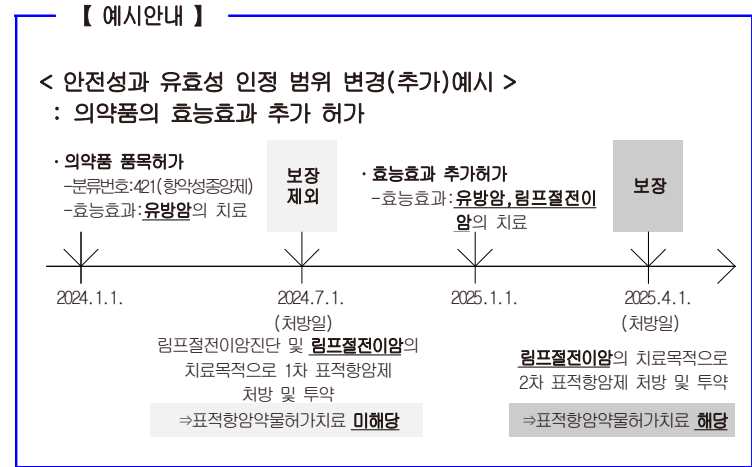 【 예시안내 】
< 안전성과 유효성 인정 범위 변경(추가)예시 >
: 의약품의 효능효과 추가 허가
· 의약품 품목허가
-분류번호:421(항악성종양제)
-효능효과:유방암의 치료
보장
제외
· 효능효과 추가허가
-효능효과:유방암,림프절전이
암의 치료
보장
2024.1.1.
2024.7.1.
(처방일)
2025.1.1.
2025.4.1.
(처방일)
림프절전이암진단 및 림프절전이암의
치료목적으로 1차 표적항암제
처방 및 투약
⇒표적항암약물허가치료 미해당
림프절전이암의 치료목적으로
2차 표적항암제 처방 및 투약
⇒표적항암약물허가치료 해당